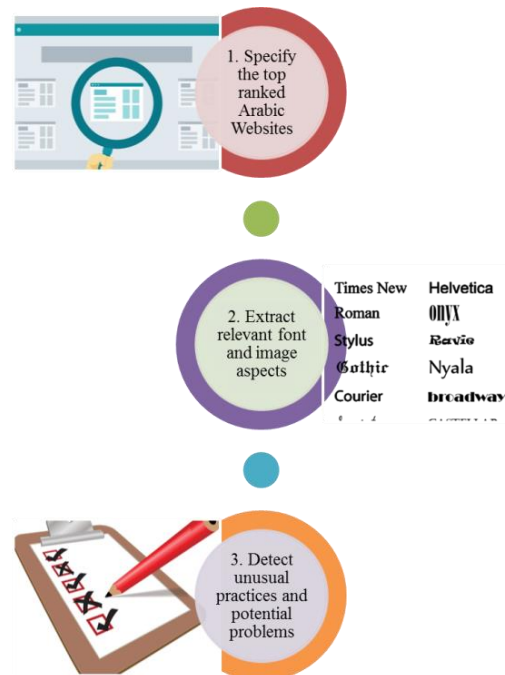 1. Specify
the top
ranked
Arabic
Websites
2. Extract
relevant font
and image
aspects
Times New
Roman
Stylus
Gothic
Courier
Helvetica
onyx
Ravie
Nyala
broadway
3. Detect
unusual
practices and
potential
problems